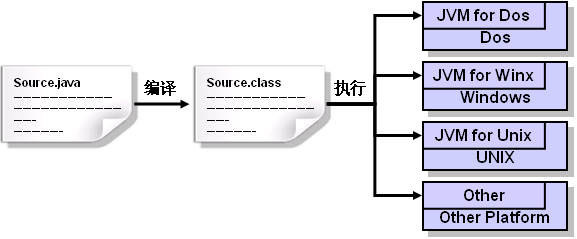 Source.java
编译
Source.class
执行
JVM for Dos
Dos
JVM for Winx
Windows
JVM for Unix
UNIX
Other
Other Platform